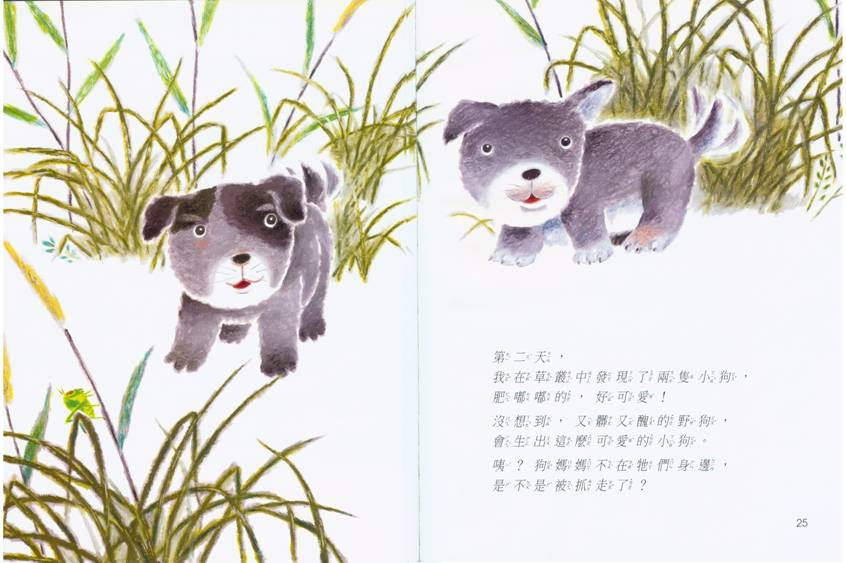 第二天，
我在草叢中發現了兩隻小狗，
肥嘟嘟的，好可愛！
沒想到，又髒又醜的野狗，
會生出這麼可愛的小狗。
咦？狗媽媽不在牠們身邊，
是不是被抓走了？
25